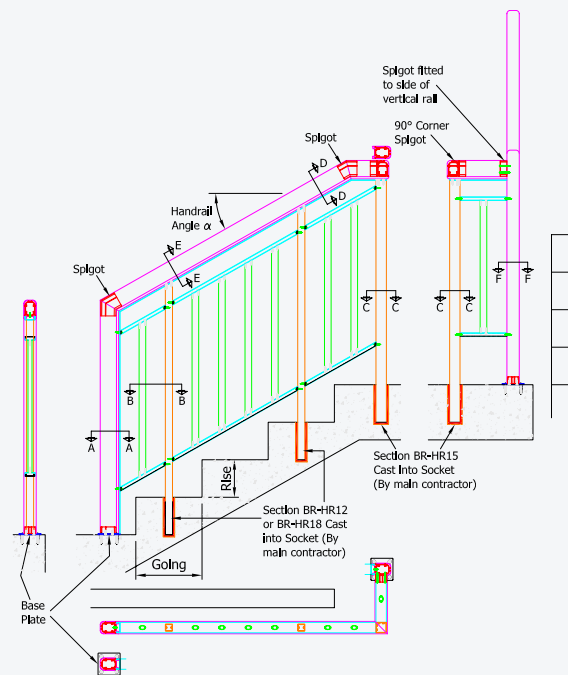 Spigot fitted
to side of
vertical rail
90° Corner
Spigot
Spigot
D
D
Handrail
Angle α
E
E
Spigot
F
F
C
C
C
C
B
B
A
A
Rise
Section BR-HR15
Cast into Socket
(By main contractor)
Section BR-HR12
or BR-HR18 Cast
into Socket (By
main contractor)
Going
Base
Plate